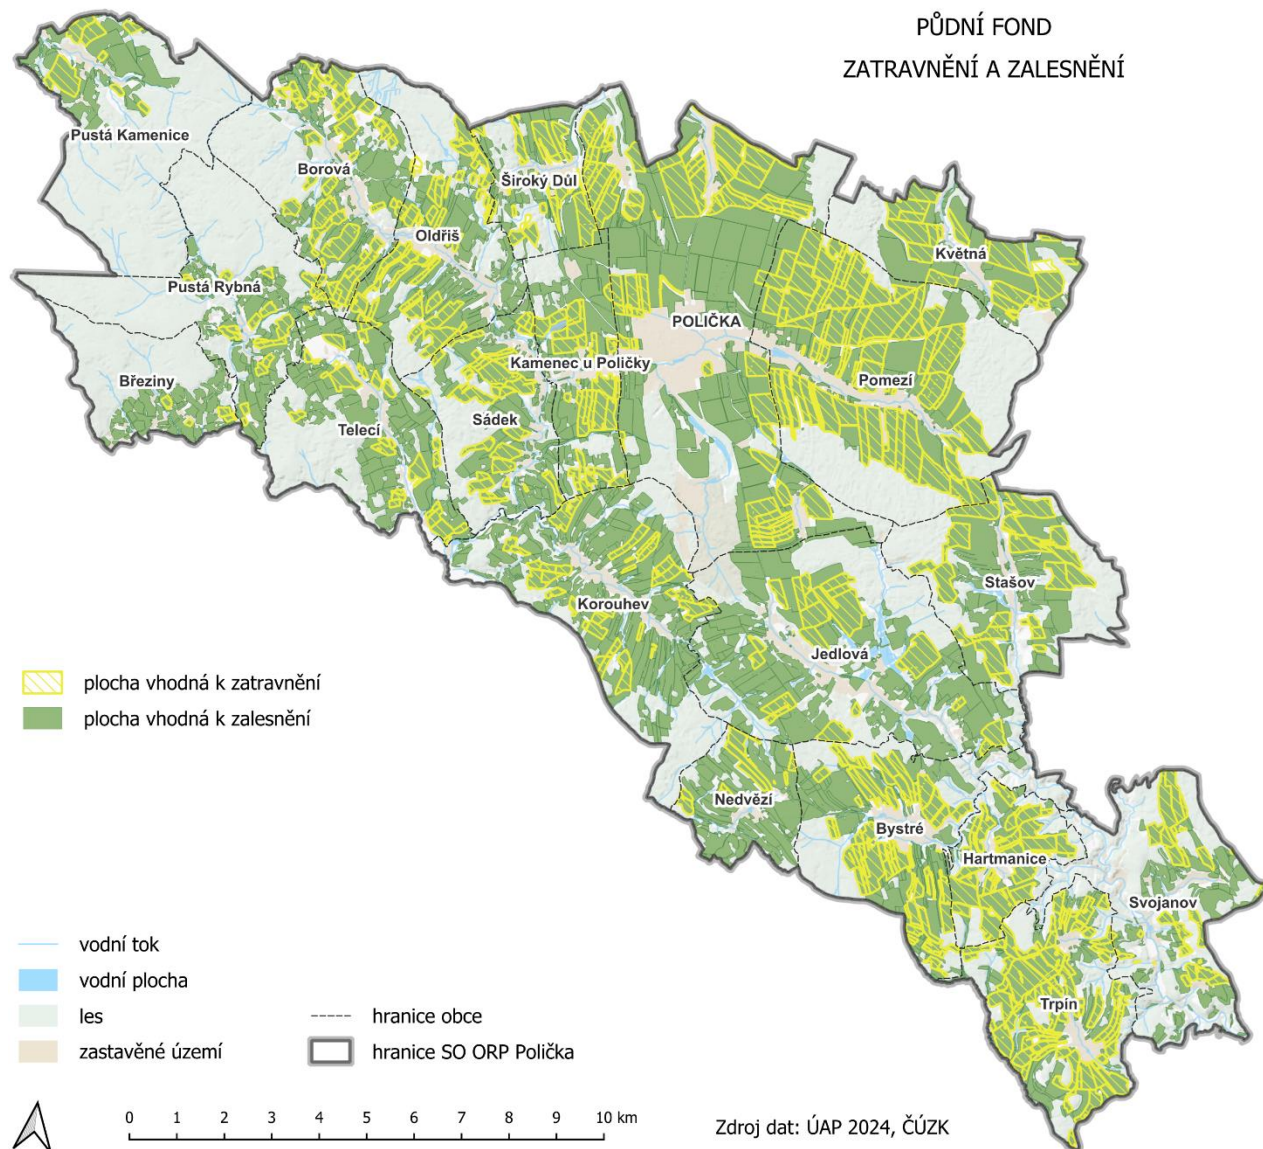 PŮDNÍ FOND
ZATRAVNĚNÍ A ZALESNĚNÍ
Pustá Kamenice
Borová
Široký Důl
Oldřiš
Květná
Pustá Rybná
POLIČKA
Kamenec u Poličky
Březiny
Pomezí
Sádek
Telecí
Stašov
Korouhev
Jedlová
plocha vhodná k zatravnění
plocha vhodná k zalesnění
Nedvězí
Bystré
Hartmanice
Svojanov
Trpín
vodní tok
vodní plocha
les
zastavěné území
hranice obce
hranice SO ORP Polička
0 1 2 3 4 5 6 7 8 9 10 km
Zdroj dat: ÚAP 2024, ČÚZK